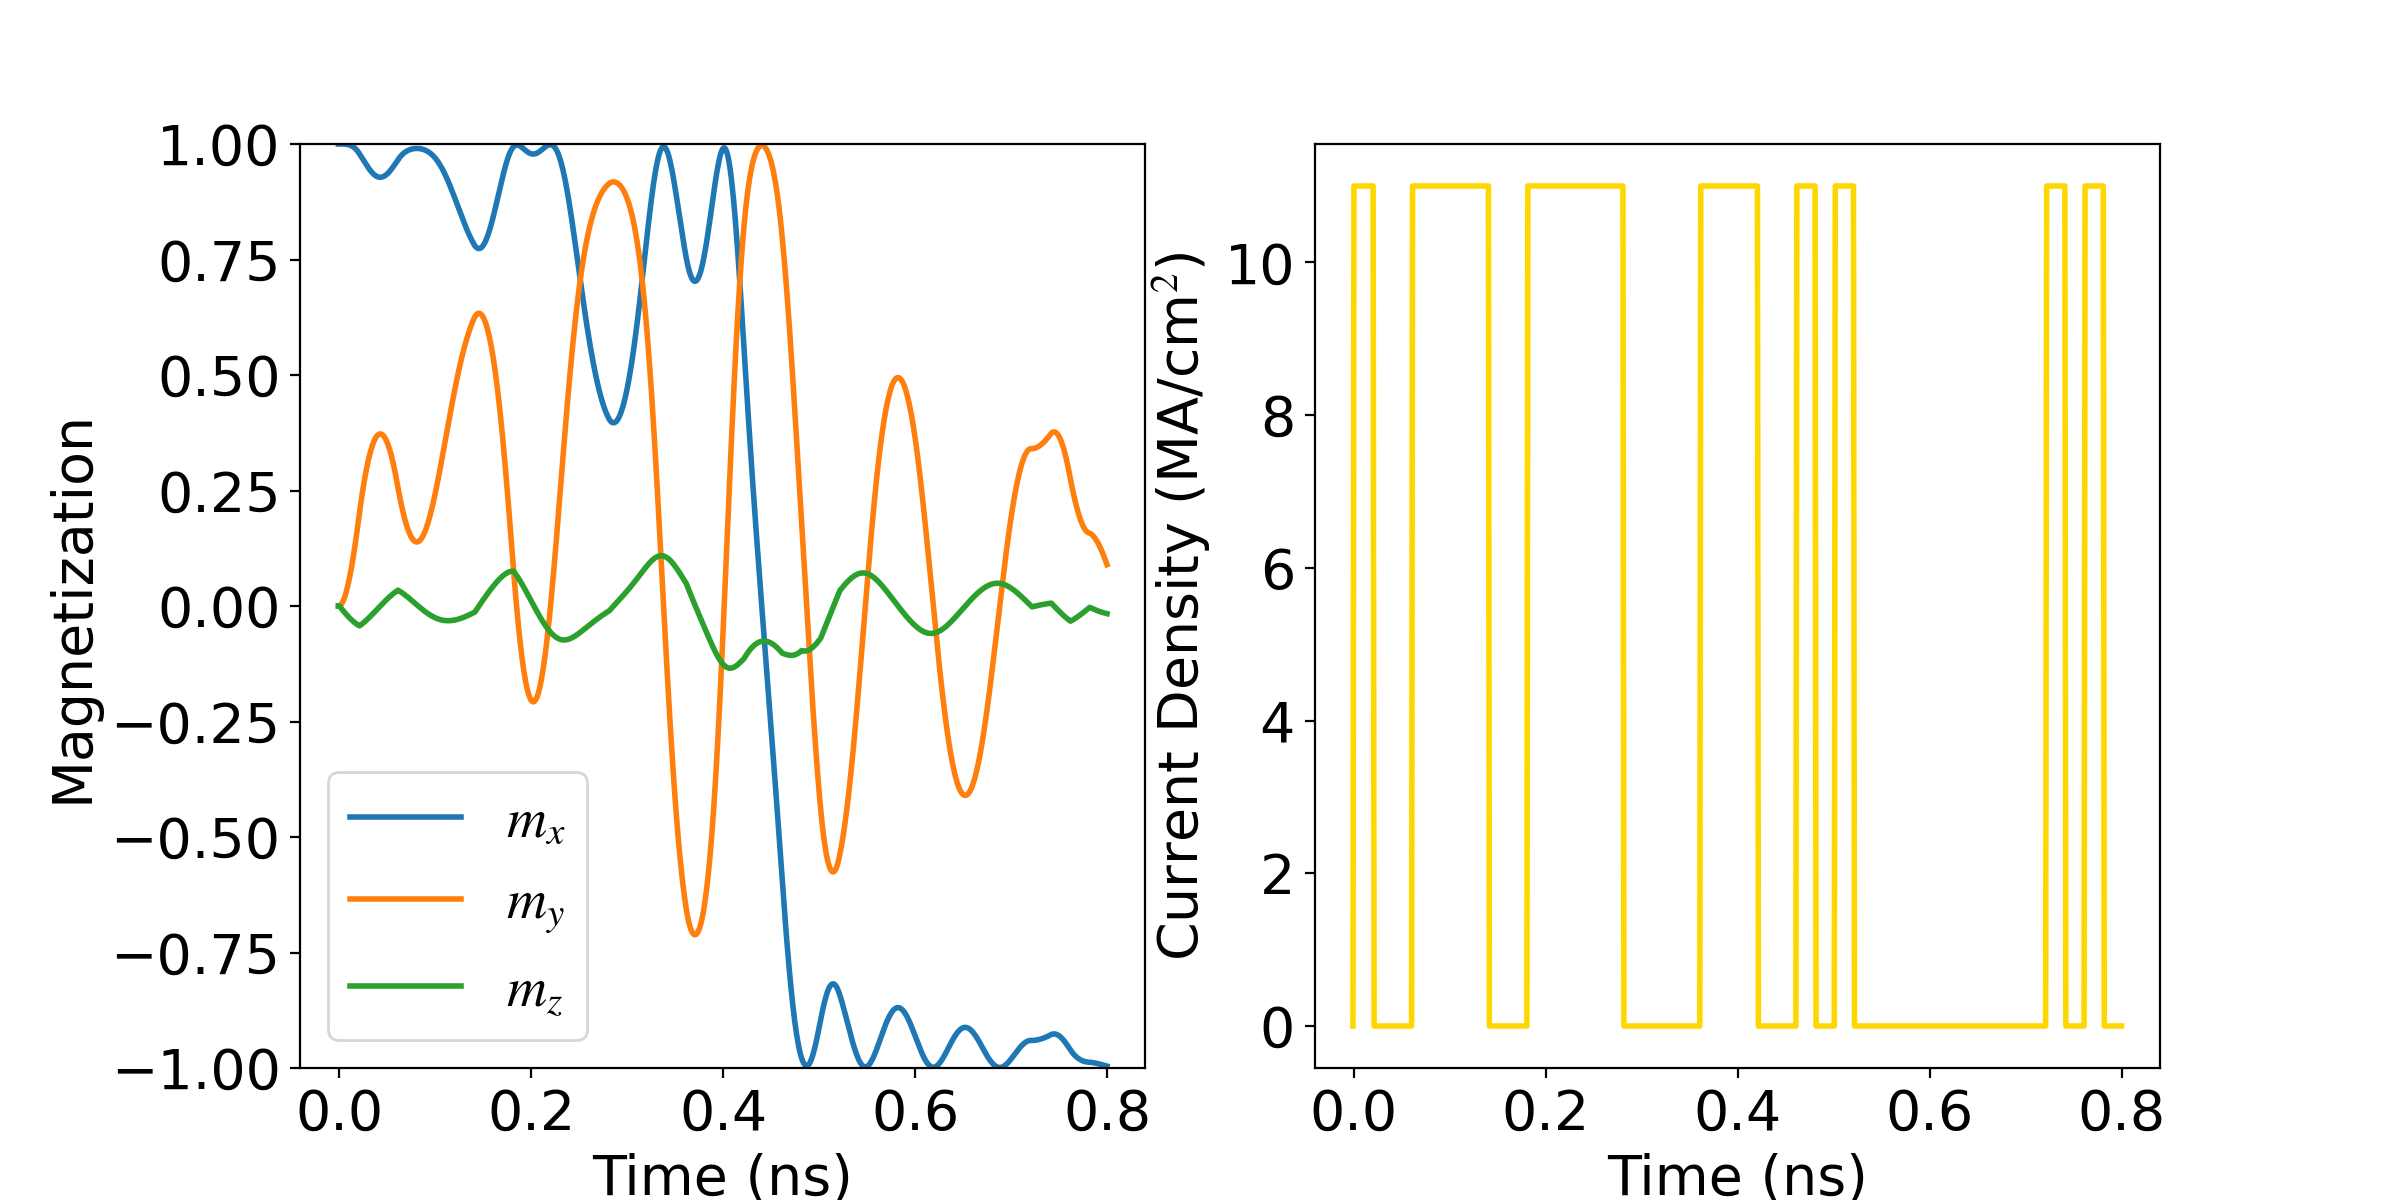 Magnetization
1.00
0.75
0.50
0.25
0.00
−0.25
−0.50
−0.75
−1.00
m_x
m_y
m_z
0.0 0.2 0.4 0.6 0.8
Time (ns)
Current Density (MA/cm²)
10
8
6
4
2
0
0.0 0.2 0.4 0.6 0.8
Time (ns)